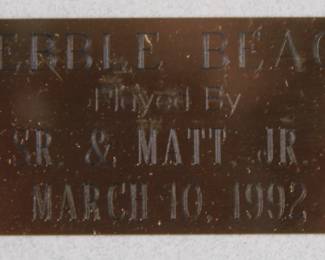 EBBLE BEAC
Played By
SR. & MATT JR.
MARCH 10, 1992